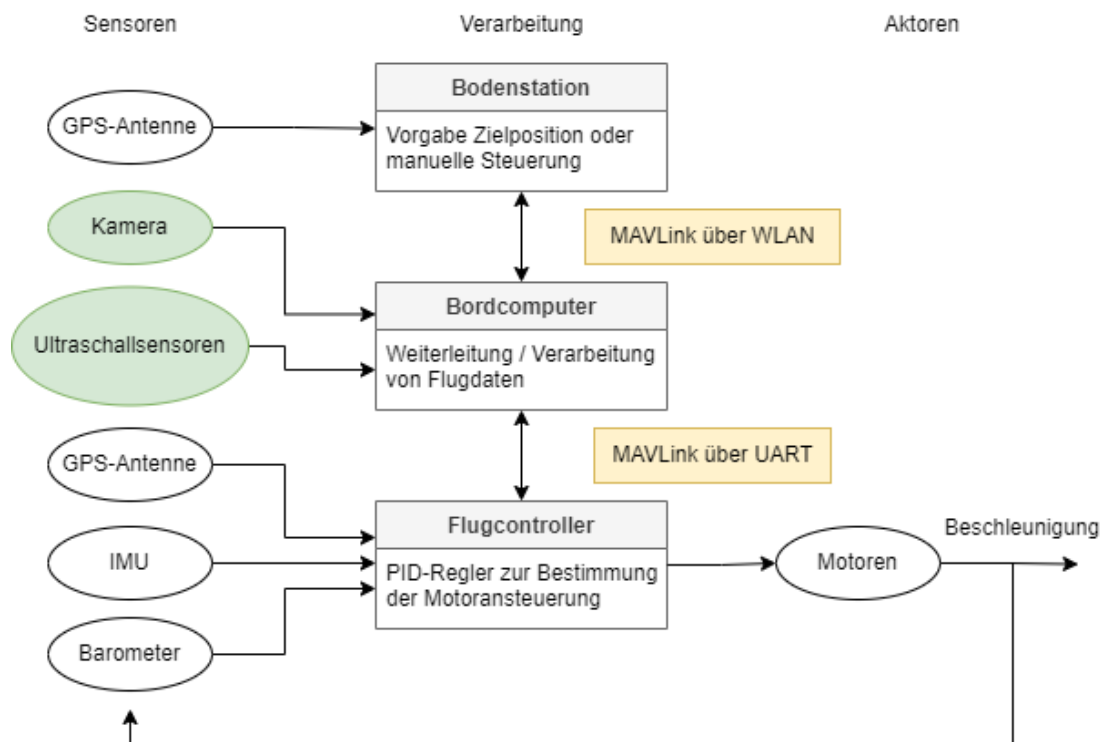 Sensoren
Verarbeitung
Aktoren
GPS-Antenne
Bodenstation
Vorgabe Zielposition oder
manuelle Steuerung
Kamera
MAVLink über WLAN
Ultraschallsensoren
Bordcomputer
Weiterleitung / Verarbeitung
von Flugdaten
GPS-Antenne
MAVLink über UART
IMU
Flugcontroller
PID-Regler zur Bestimmung
der Motoransteuerung
Motoren
Beschleunigung
Barometer